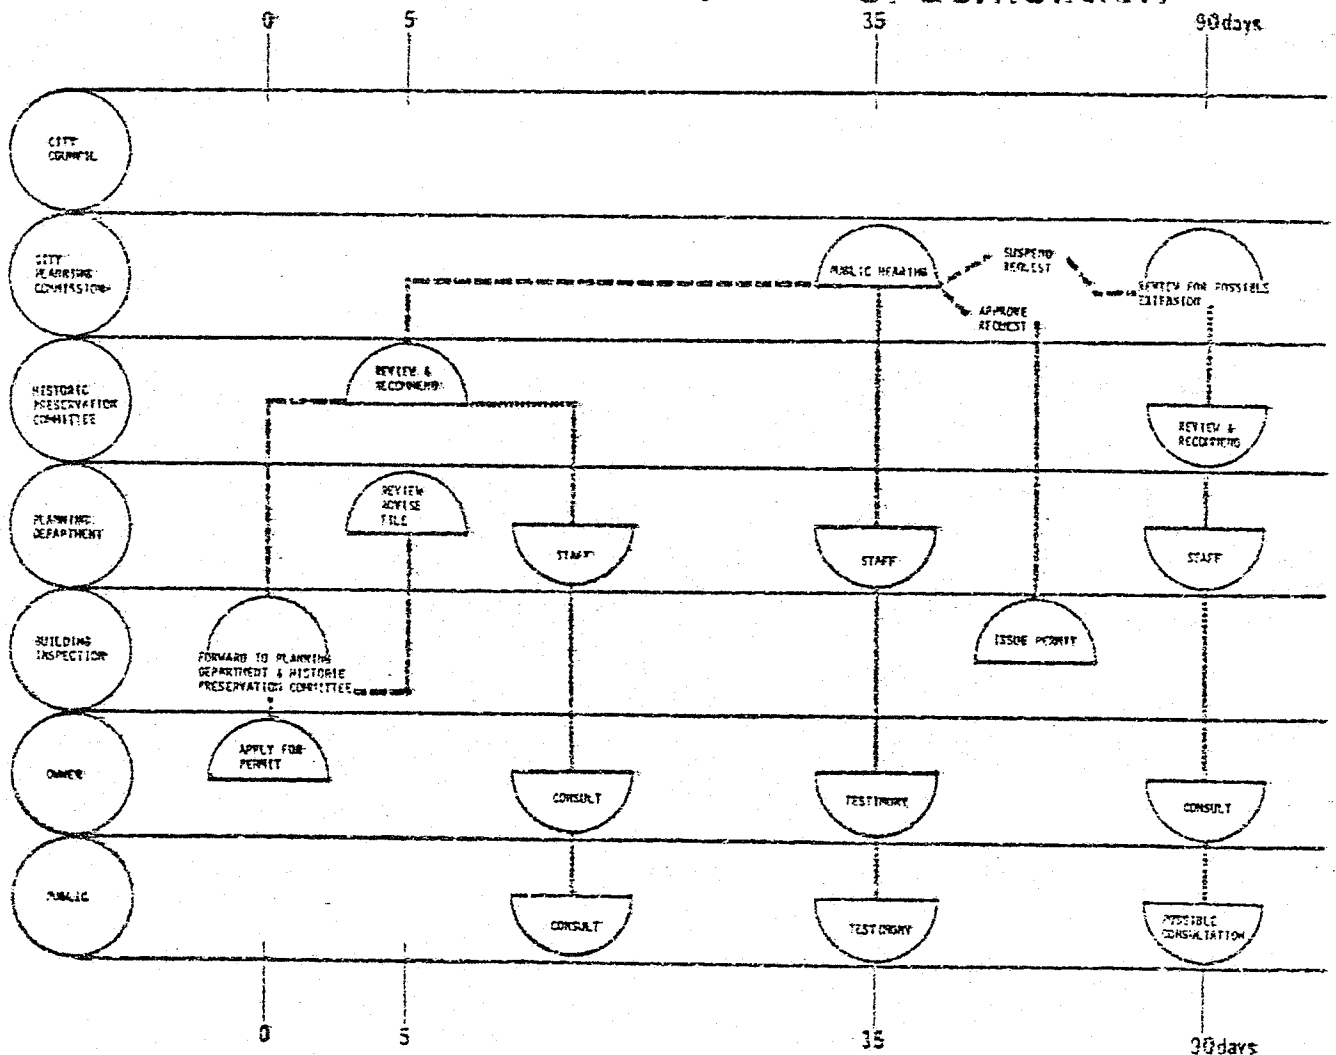 0
5
35
90days
CITY
COUNCIL
CITY
PLANNING
COMMISSION
PUBLIC HEARING
SUSPEND
REQUEST
REVIEW FOR POSSIBLE
EXTENSION
APPROVE
REQUEST
HISTORIC
PRESERVATION
COMMITTEE
REVIEW &
RECOMMEND
REVIEW &
RECOMMEND
PLANNING
DEPARTMENT
REVIEW
ADVISE
FILE
STAFF
STAFF
STAFF
BUILDING
INSPECTION
FORWARD TO PLANNING
DEPARTMENT & HISTORIC
PRESERVATION COMMITTEE
ISSUE PERMIT
OWNER
APPLY FOR
PERMIT
CONSULT
TESTIMONY
CONSULT
PUBLIC
CONSULT
TESTIMONY
POSSIBLE
CONSULTATION
0
5
35
90days